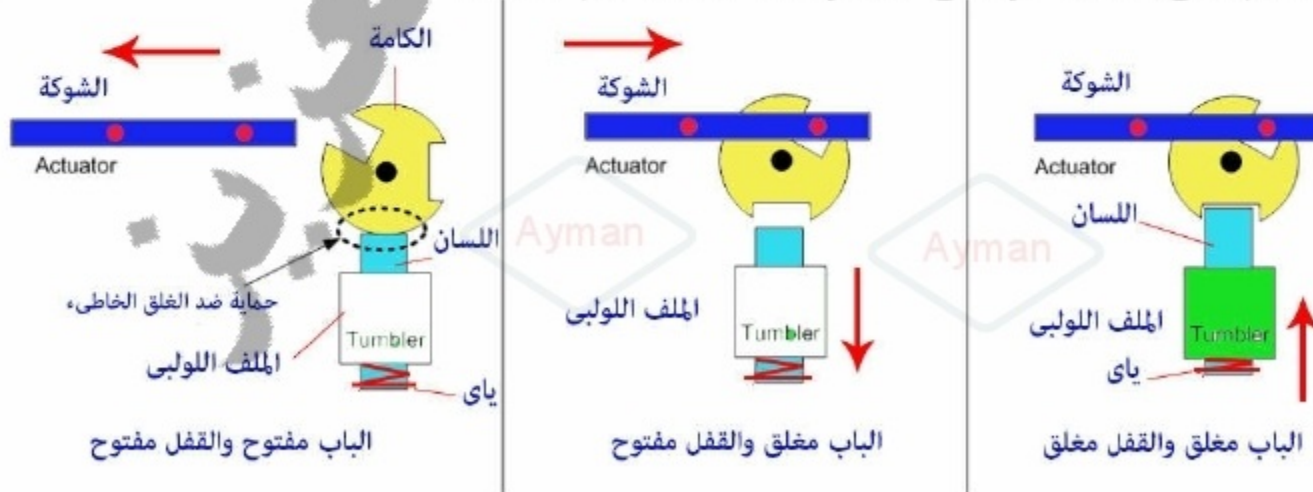 الكامة
الشوكة
Actuator
اللسان
حماية ضد الغلق الخاطىء
Tumbler
الملف اللولبى
ياى
الباب مفتوح والقفل مفتوح
الشوكة
Actuator
Ayman
الملف اللولبى
Tumbler
الباب مغلق والقفل مفتوح
الشوكة
Actuator
اللسان
Ayman
الملف اللولبى
Tumbler
ياى
الباب مغلق والقفل مغلق